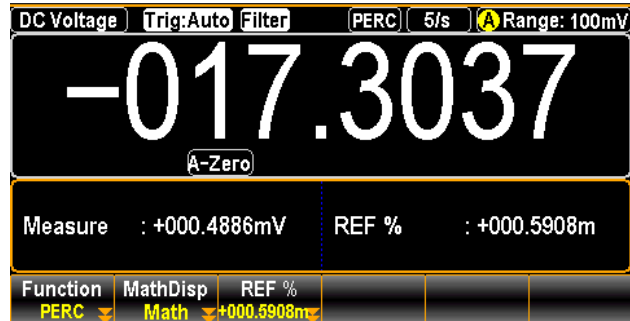 DC Voltage Trig:Auto Filter PERC 5/s A Range: 100mV
-017.3037
A-Zero
Measure : +000.4886mV REF % : +000.5908m
Function MathDisp REF %
PERC Math +000.5908m